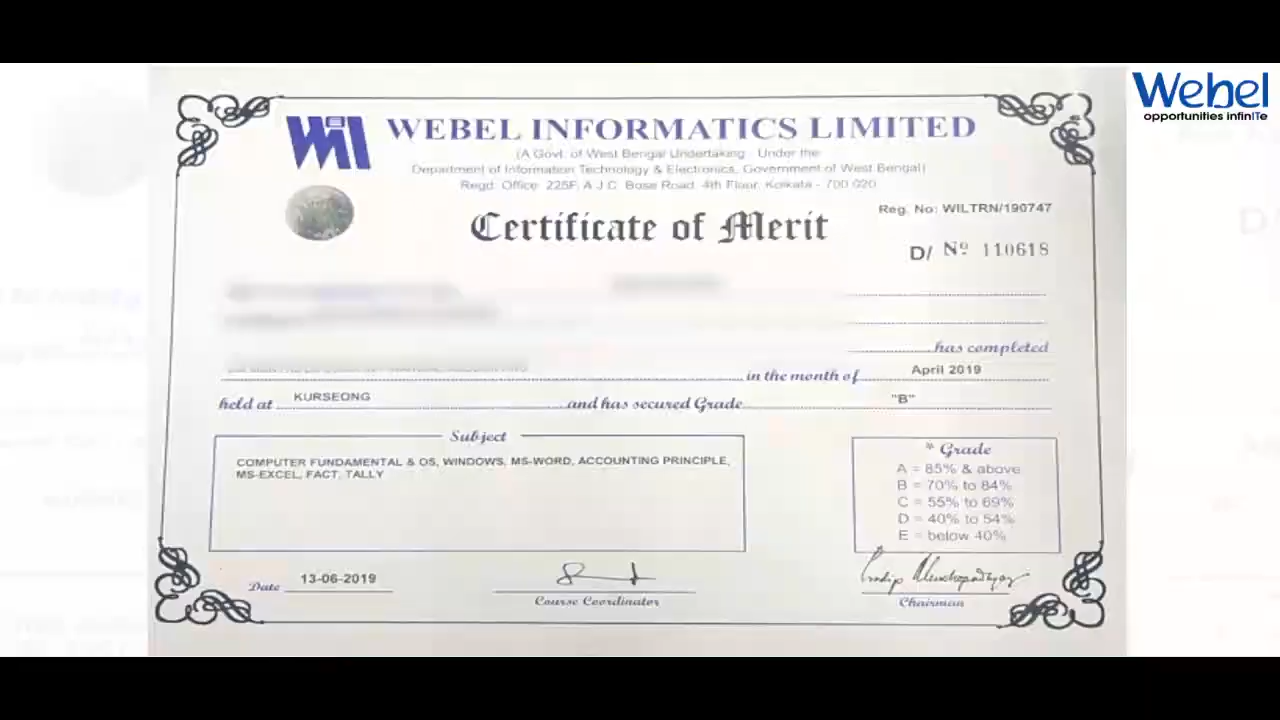 Webel
opportunities infinITe
WIL WEBEL INFORMATICS LIMITED
(A Govt. of West Bengal Undertaking : Under the
Department of Information Technology & Electronics, Government of West Bengal)
Regd. Office: 225F, A.J.C. Bose Road, 4th Floor, Kolkata - 700 020
Reg. No: WILTRN/190747
Certificate of Merit
D/ Nº 110618
has completed
in the month of April 2019
held at KURSEONG and has secured Grade "B"
Subject
COMPUTER FUNDAMENTAL & OS, WINDOWS, MS-WORD, ACCOUNTING PRINCIPLE,
MS-EXCEL, FACT, TALLY
* Grade
A = 85% & above
B = 70% to 84%
C = 55% to 69%
D = 40% to 54%
E = below 40%
Date 13-06-2019
Course Coordinator
Chairman